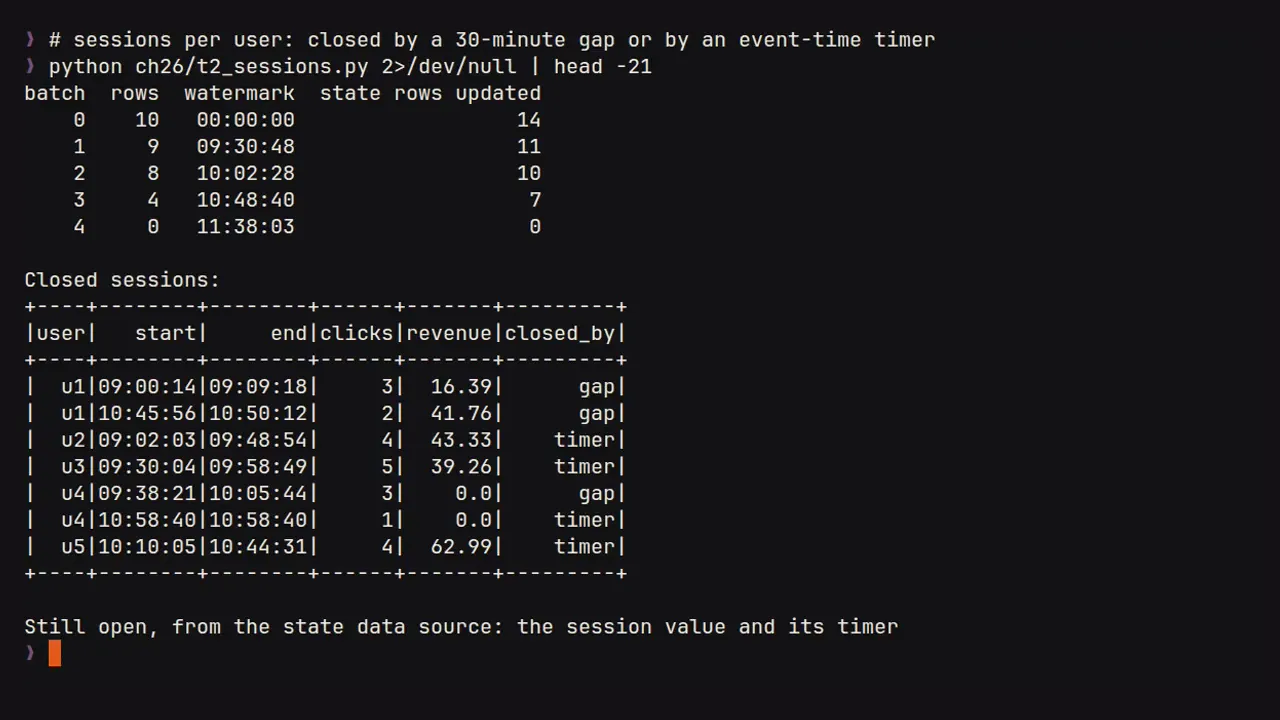 ❯ # sessions per user: closed by a 30-minute gap or by an event-time timer
❯ python ch26/t2_sessions.py 2>/dev/null | head -21
batch  rows  watermark  state rows updated
    0    10   00:00:00                  14
    1     9   09:30:48                  11
    2     8   10:02:28                  10
    3     4   10:48:40                   7
    4     0   11:38:03                   0
Closed sessions:
+----+--------+--------+------+-------+---------+
|user|   start|     end|clicks|revenue|closed_by|
+----+--------+--------+------+-------+---------+
|  u1|09:00:14|09:09:18|     3|  16.39|      gap|
|  u1|10:45:56|10:50:12|     2|  41.76|      gap|
|  u2|09:02:03|09:48:54|     4|  43.33|    timer|
|  u3|09:30:04|09:58:49|     5|  39.26|    timer|
|  u4|09:38:21|10:05:44|     3|    0.0|      gap|
|  u4|10:58:40|10:58:40|     1|    0.0|    timer|
|  u5|10:10:05|10:44:31|     4|  62.99|    timer|
+----+--------+--------+------+-------+---------+
Still open, from the state data source: the session value and its timer
❯